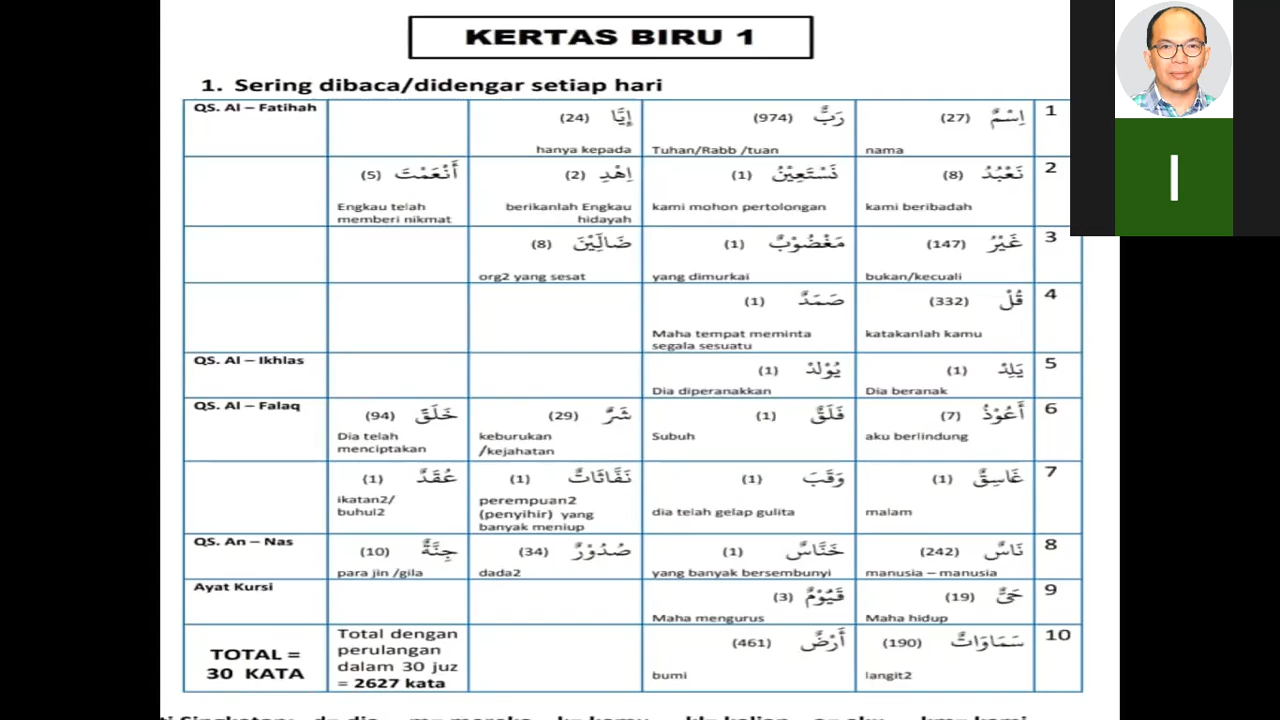 KERTAS BIRU 1
1. Sering dibaca/didengar setiap hari
QS. Al – Fatihah
(24) إِيَّا
(974) رَبٌّ
(27) اِسْمٌ
1
hanya kepada
Tuhan/Rabb /tuan
nama
(5) أَنْعَمْتَ
(2) اِهْدِ
(1) نَسْتَعِيْنُ
(8) نَعْبُدُ
2
Engkau telah
memberi nikmat
berikanlah Engkau
hidayah
kami mohon pertolongan
kami beribadah
(8) ضَالِّيْنَ
(1) مَغْضُوْبٌ
(147) غَيْرُ
3
org2 yang sesat
yang dimurkai
bukan/kecuali
(1) صَمَدٌ
(332) قُلْ
4
Maha tempat meminta
segala sesuatu
katakanlah kamu
QS. Al – Ikhlas
(1) يُوْلَدْ
(1) يَلِدْ
5
Dia diperanakkan
Dia beranak
QS. Al – Falaq
(94) خَلَقَ
(29) شَرٌّ
(1) فَلَقٌ
(7) أَعُوْذُ
6
Dia telah
menciptakan
keburukan
/kejahatan
Subuh
aku berlindung
(1) عُقَدٌ
(1) نَفَّاثَاتٌ
(1) وَقَبَ
(1) غَاسِقٌ
7
ikatan2/
buhul2
perempuan2
(penyihir) yang
banyak meniup
dia telah gelap gulita
malam
QS. An – Nas
(10) جِنَّةٌ
(34) صُدُوْرٌ
(1) خَنَّاسٌ
(242) نَاسٌ
8
para jin /gila
dada2
yang banyak bersembunyi
manusia – manusia
Ayat Kursi
(3) قَيُّوْمٌ
(19) حَيٌّ
9
Maha mengurus
Maha hidup
TOTAL =
30 KATA
Total dengan
perulangan
dalam 30 juz
= 2627 kata
(461) أَرْضٌ
(190) سَمَاوَاتٌ
10
bumi
langit2
I